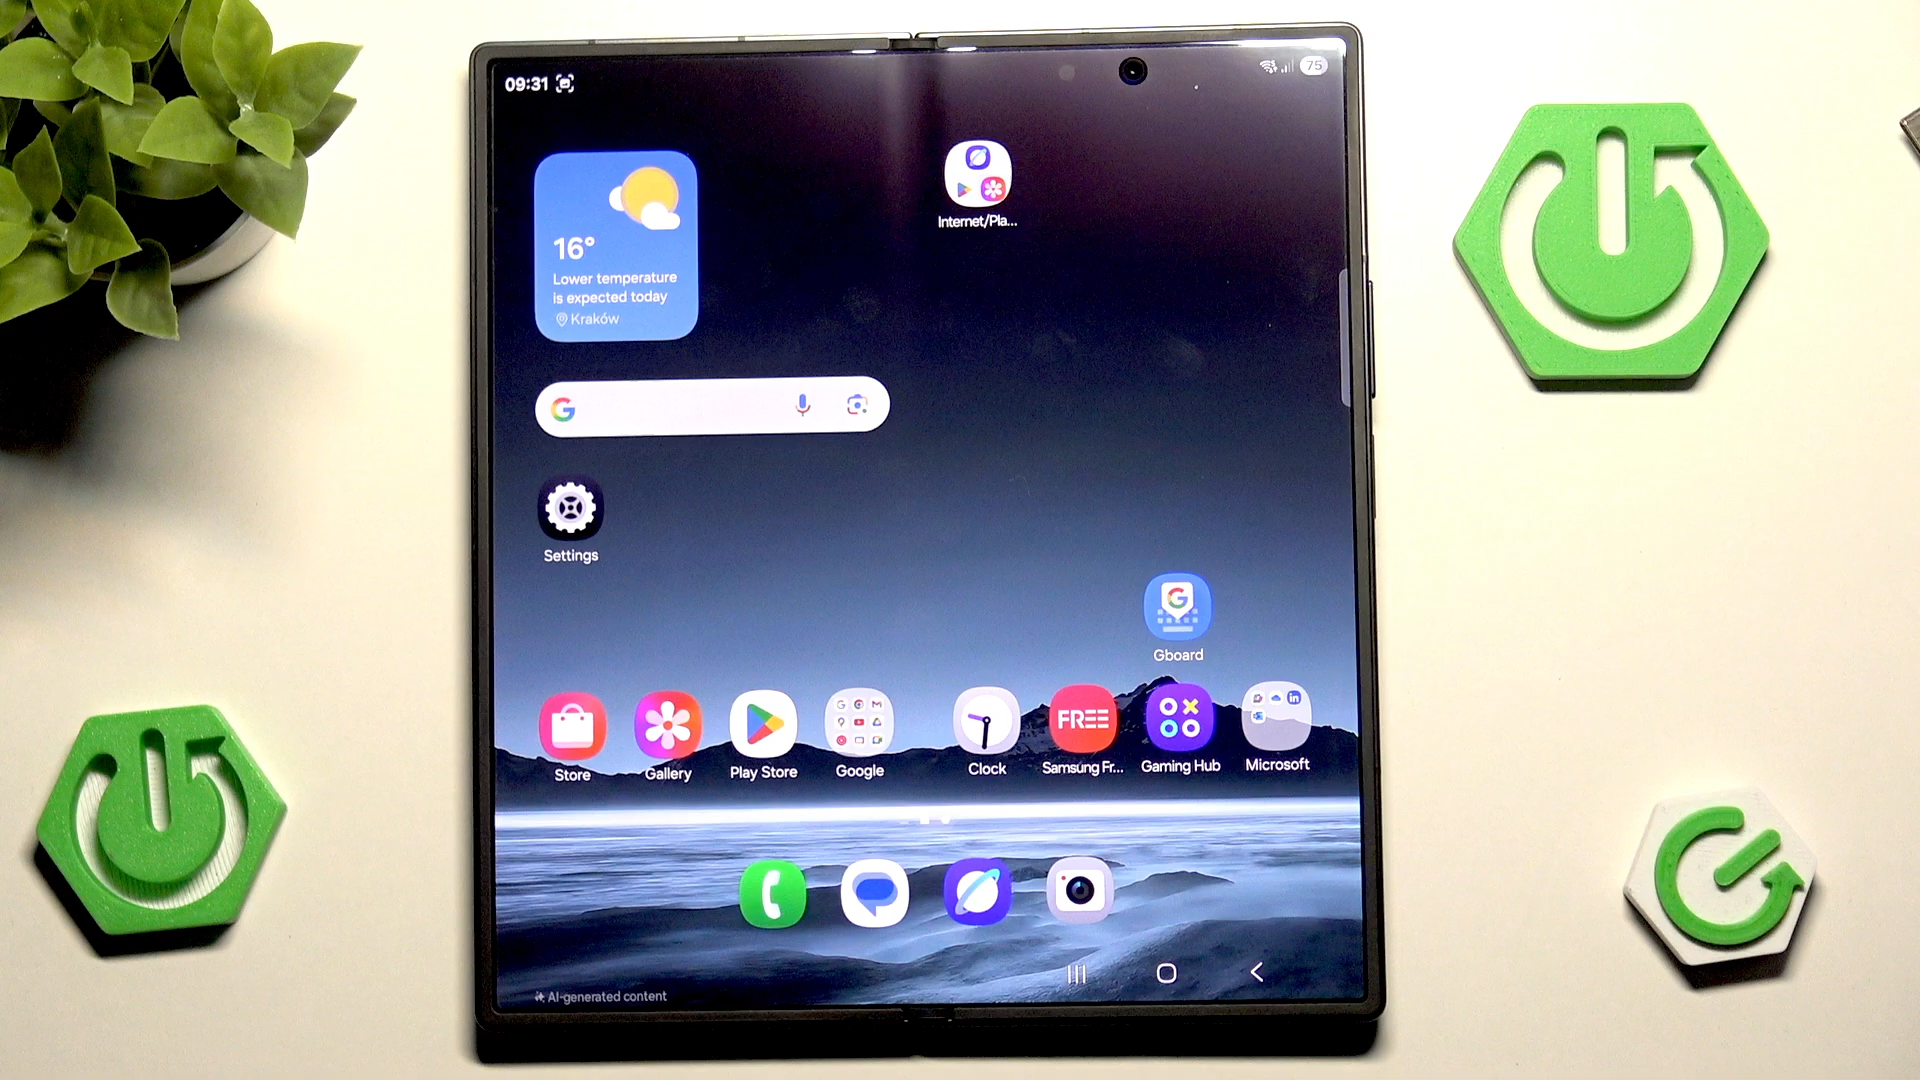 09:31
75
16°
Lower temperature
is expected today
Kraków
Internet/Pla...
Settings
Gboard
FREE
Store
Gallery
Play Store
Google
Clock
Samsung Fr...
Gaming Hub
Microsoft
AI-generated content